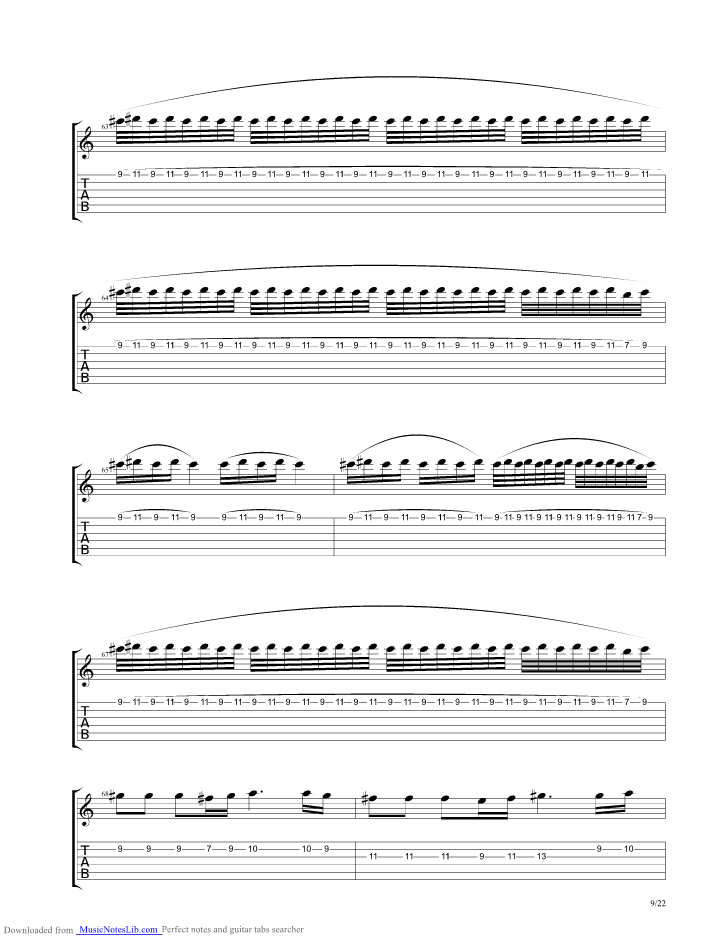 63
9 11 9 11 9 11 9 11 9 11 9 11 9 11 9 11 9 11 9 11 9 11 9 11 9 11 9 11 9 11 9 11
T
A
B
64
9 11 9 11 9 11 9 11 9 11 9 11 9 11 9 11 9 11 9 11 9 11 9 11 9 11 9 11 9 11 7 9
T
A
B
65
9 11 9 11 9 9 11 9 11 9 9 11 9 11 9 11 9 11 9 11 9 11 9 11 9 11 9 11 9 11 9 11 7 9
T
A
B
67
9 11 9 11 9 11 9 11 9 11 9 11 9 11 9 11 9 11 9 11 9 11 9 11 9 11 9 11 9 11 7 9
T
A
B
68
9 9 9 7 9 10 10 9 11 11 11 9 11 13 9 10
T
A
B
9/22
Downloaded from MusicNotesLib.com Perfect notes and guitar tabs searcher